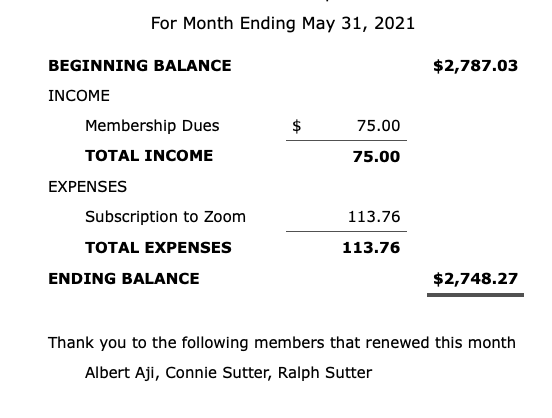 For Month Ending May 31, 2021
BEGINNING BALANCE $2,787.03
INCOME
Membership Dues $ 75.00
TOTAL INCOME 75.00
EXPENSES
Subscription to Zoom 113.76
TOTAL EXPENSES 113.76
ENDING BALANCE $2,748.27
Thank you to the following members that renewed this month
Albert Aji, Connie Sutter, Ralph Sutter